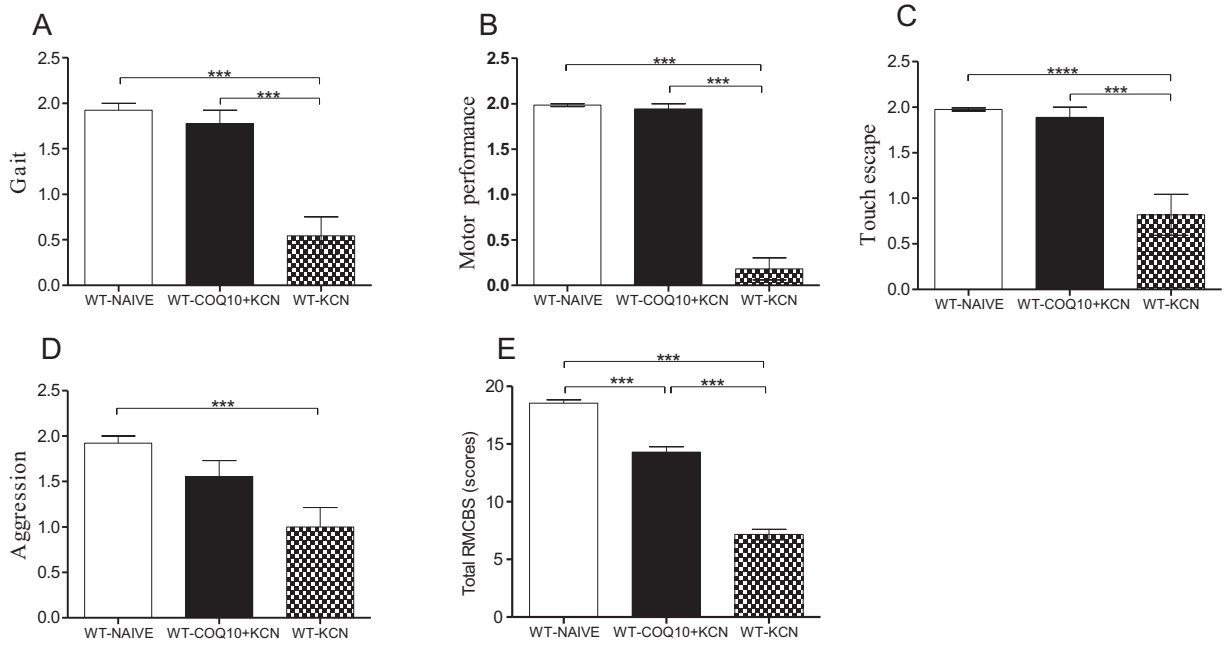 A
Gait
2.5
2.0
1.5
1.0
0.5
0.0
***
***
WT-NAIVE WT-COQ10+KCN WT-KCN
B
Motor performance
2.5
2.0
1.5
1.0
0.5
0.0
***
***
WT-NAIVE WT-COQ10+KCN WT-KCN
C
Touch escape
2.5
2.0
1.5
1.0
0.5
0.0
****
***
WT-NAIVE WT-COQ10+KCN WT-KCN
D
Aggression
2.5
2.0
1.5
1.0
0.5
0.0
***
WT-NAIVE WT-COQ10+KCN WT-KCN
E
Total RMCBS (scores)
20
15
10
5
0
***
*** ***
WT-NAIVE WT-COQ10+KCN WT-KCN